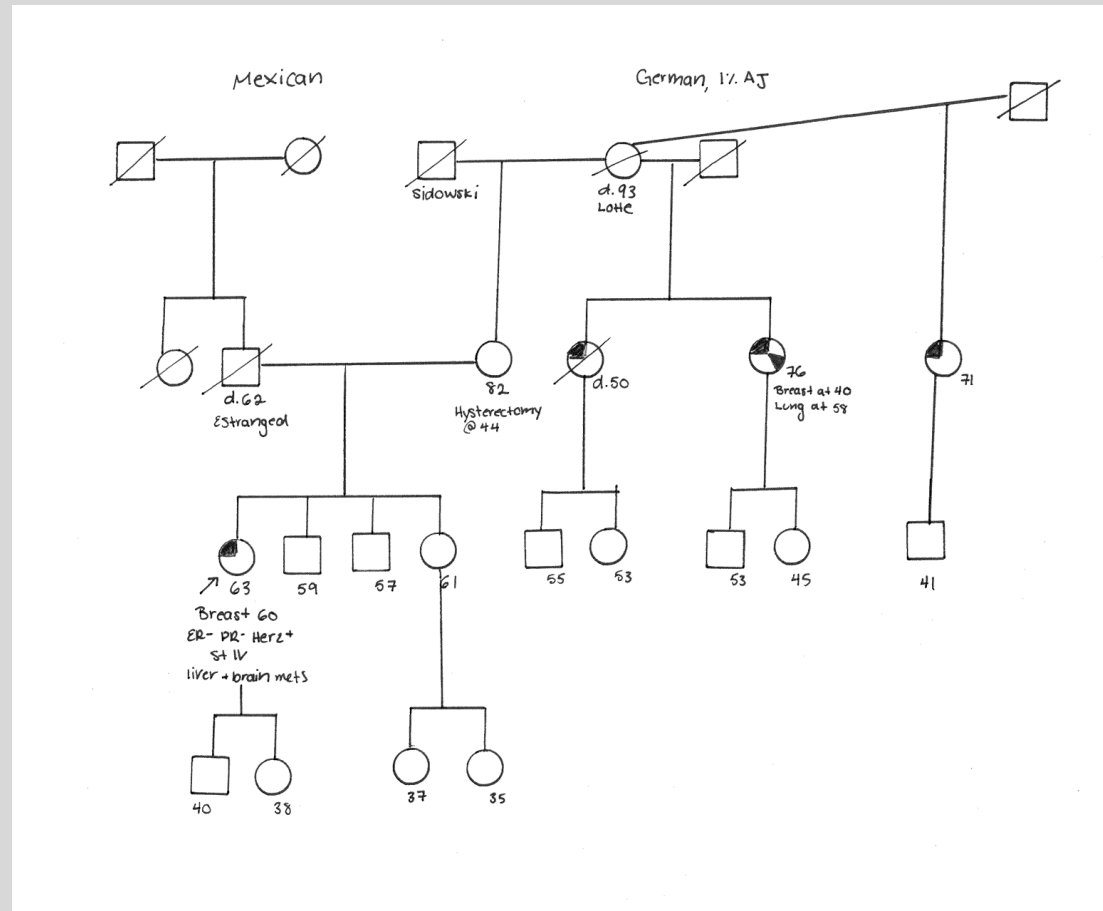 Mexican
German, 1% AJ
Sidowski
d.93
Lotte
d.62
Estranged
82
Hysterectomy
@ 44
d.50
76
Breast at 40
Lung at 58
71
63
59
57
61
55
53
53
45
41
Breast 60
ER- PR- Her2+
St IV
liver + brain mets
40
38
37
35